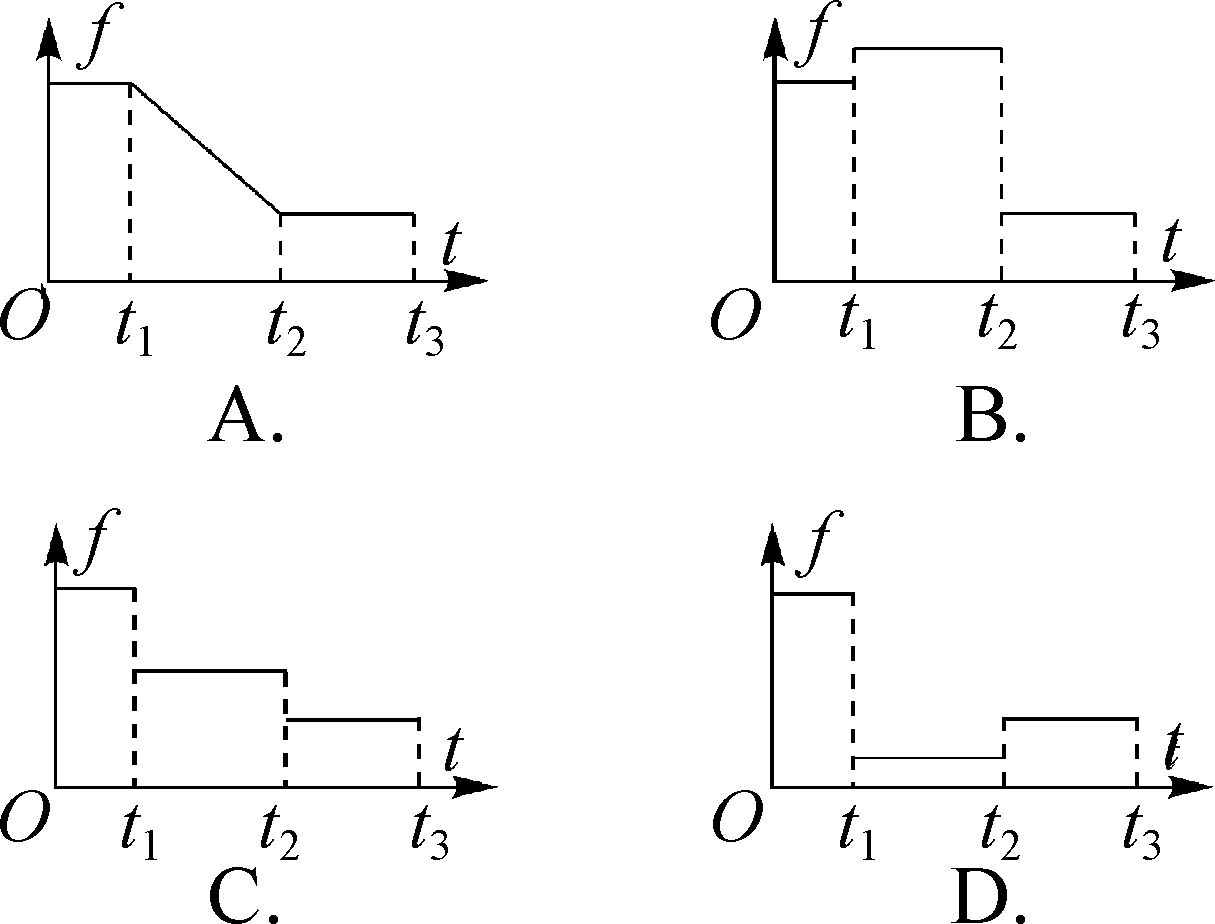 f f
t t
O t₁ t₂ t₃ O t₁ t₂ t₃
A. B.
f f
t t
O t₁ t₂ t₃ O t₁ t₂ t₃
C. D.